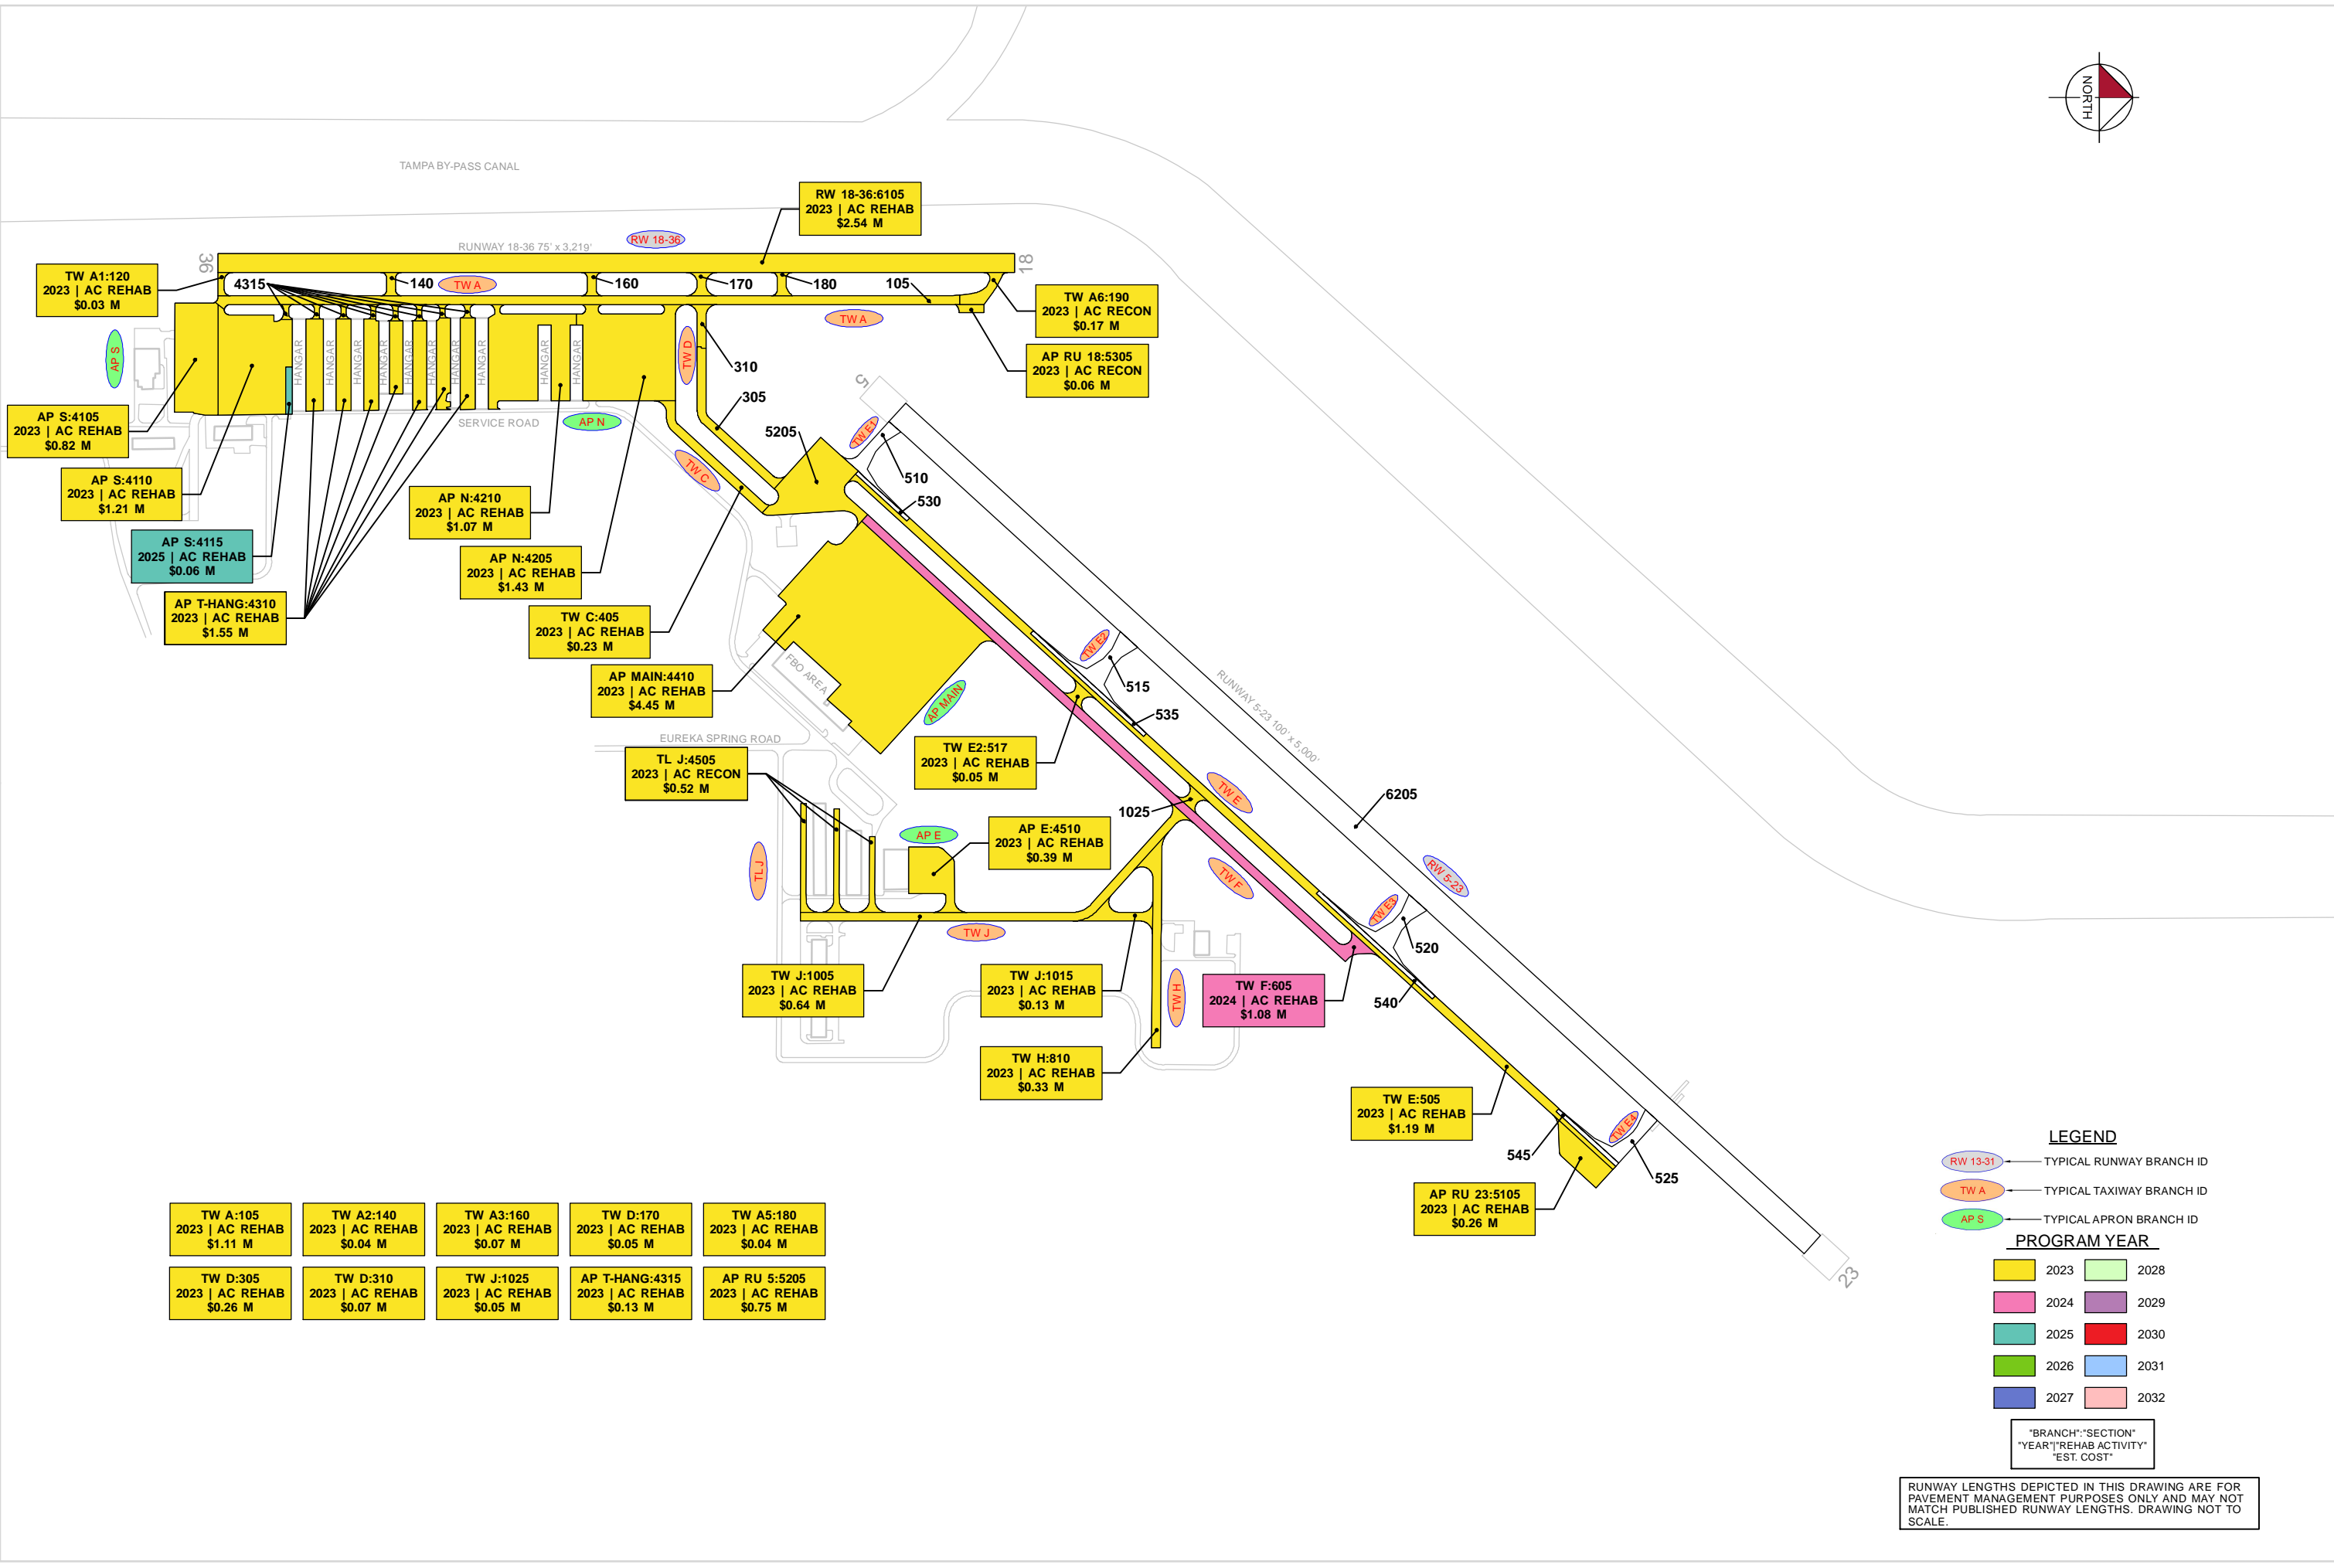 NORTH
TAMPA BY-PASS CANAL
RW 18-36:6105
2023 | AC REHAB
$2.54 M
RW 18-36
RUNWAY 18-36 75' x 3,219'
36
18
TW A1:120
2023 | AC REHAB
$0.03 M
4315
140
TW A
160
170
180
105
TW A
TW A6:190
2023 | AC RECON
$0.17 M
AP RU 18:5305
2023 | AC RECON
$0.06 M
AP S
HANGAR
HANGAR
HANGAR
HANGAR
HANGAR
HANGAR
HANGAR
HANGAR
HANGAR
TW D
310
305
5
AP S:4105
2023 | AC REHAB
$0.82 M
SERVICE ROAD
AP N
5205
TW E1
510
530
TW C
AP S:4110
2023 | AC REHAB
$1.21 M
AP N:4210
2023 | AC REHAB
$1.07 M
AP S:4115
2025 | AC REHAB
$0.06 M
AP N:4205
2023 | AC REHAB
$1.43 M
AP T-HANG:4310
2023 | AC REHAB
$1.55 M
TW C:405
2023 | AC REHAB
$0.23 M
AP MAIN:4410
2023 | AC REHAB
$4.45 M
FBO AREA
AP MAIN
TW E2
515
535
RUNWAY 5-23 100' x 5,000'
EUREKA SPRING ROAD
TW E2:517
2023 | AC REHAB
$0.05 M
TL J:4505
2023 | AC RECON
$0.52 M
TW E
6205
1025
AP E
AP E:4510
2023 | AC REHAB
$0.39 M
TL J
TW F
RW 5-23
TW E3
520
TW J
TW J:1005
2023 | AC REHAB
$0.64 M
TW J:1015
2023 | AC REHAB
$0.13 M
TW H
TW F:605
2024 | AC REHAB
$1.08 M
540
TW H:810
2023 | AC REHAB
$0.33 M
TW E:505
2023 | AC REHAB
$1.19 M
TW E4
545
525
AP RU 23:5105
2023 | AC REHAB
$0.26 M
23
TW A:105
2023 | AC REHAB
$1.11 M
TW A2:140
2023 | AC REHAB
$0.04 M
TW A3:160
2023 | AC REHAB
$0.07 M
TW D:170
2023 | AC REHAB
$0.05 M
TW A5:180
2023 | AC REHAB
$0.04 M
TW D:305
2023 | AC REHAB
$0.26 M
TW D:310
2023 | AC REHAB
$0.07 M
TW J:1025
2023 | AC REHAB
$0.05 M
AP T-HANG:4315
2023 | AC REHAB
$0.13 M
AP RU 5:5205
2023 | AC REHAB
$0.75 M
LEGEND
RW 13-31 TYPICAL RUNWAY BRANCH ID
TW A TYPICAL TAXIWAY BRANCH ID
AP S TYPICAL APRON BRANCH ID
PROGRAM YEAR
2023 2028
2024 2029
2025 2030
2026 2031
2027 2032
"BRANCH":"SECTION"
"YEAR"|"REHAB ACTIVITY"
"EST. COST"
RUNWAY LENGTHS DEPICTED IN THIS DRAWING ARE FOR
PAVEMENT MANAGEMENT PURPOSES ONLY AND MAY NOT
MATCH PUBLISHED RUNWAY LENGTHS. DRAWING NOT TO
SCALE.